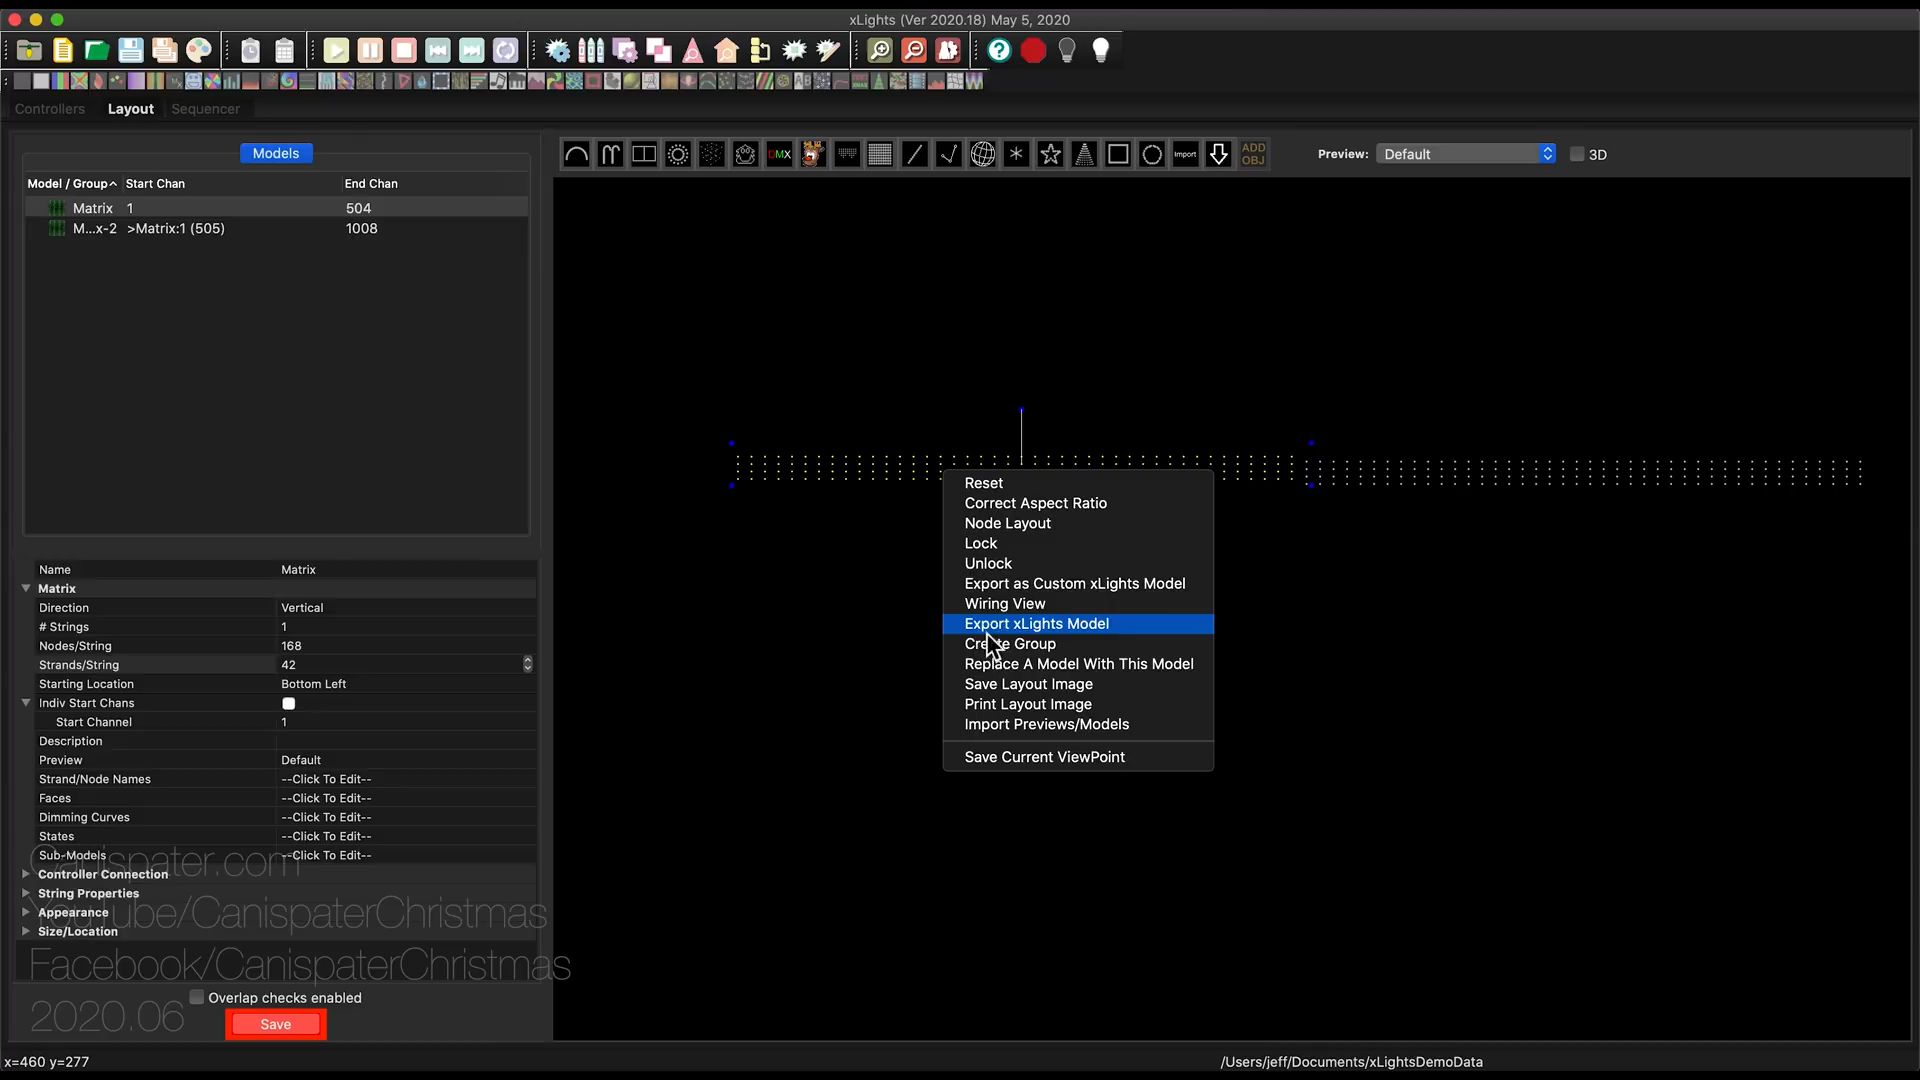 xLights (Ver 2020.18) May 5, 2020
Controllers Layout Sequencer
Models
DMX
Import
ADD
OBJ
Preview: Default 3D
Model / Group Start Chan End Chan
Matrix 1 504
M...x-2 >Matrix:1 (505) 1008
Reset
Correct Aspect Ratio
Node Layout
Lock
Unlock
Export as Custom xLights Model
Wiring View
Export xLights Model
Create Group
Replace A Model With This Model
Save Layout Image
Print Layout Image
Import Previews/Models
Save Current ViewPoint
Name Matrix
Matrix
Direction Vertical
# Strings 1
Nodes/String 168
Strands/String 42
Starting Location Bottom Left
Indiv Start Chans
Start Channel 1
Description
Preview Default
Strand/Node Names --Click To Edit--
Faces --Click To Edit--
Dimming Curves --Click To Edit--
States --Click To Edit--
Sub-Models --Click To Edit--
Canispater.com
Controller Connection
String Properties
Appearance
YouTube/CanispaterChristmas
Size/Location
Facebook/CanispaterChristmas
Overlap checks enabled
2020.06
Save
x=460 y=277
/Users/jeff/Documents/xLightsDemoData